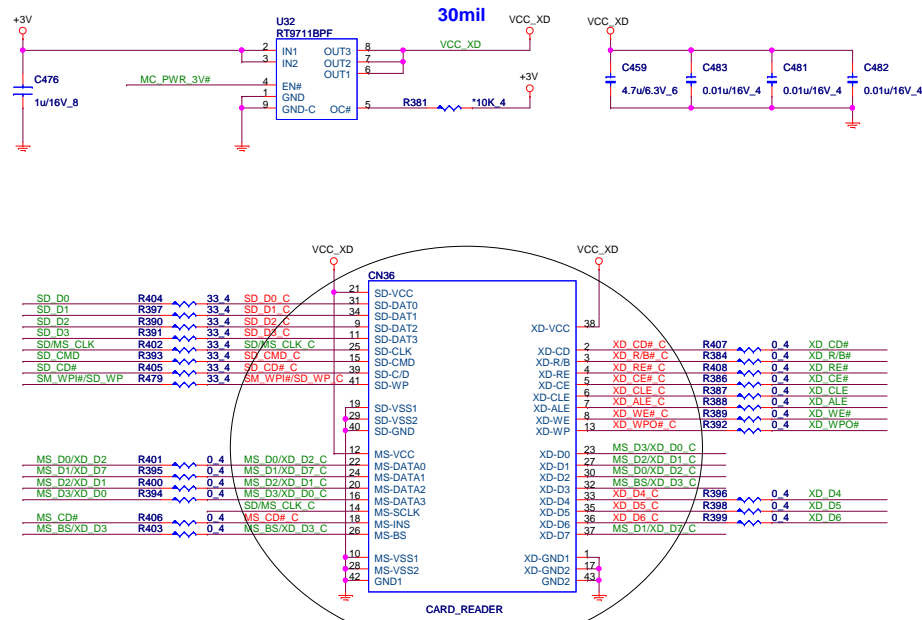 30mil
+3V
U32
RT9711BPF
VCC_XD
VCC_XD
VCC_XD
2 IN1 OUT3 8
3 IN2 OUT2 7
OUT1 6
MC_PWR_3V# 4 EN#
1 GND
9 GND-C OC# 5 R381 *10K_4 +3V
C476
1u/16V_8
C459
4.7u/6.3V_6
C483
0.01u/16V_4
C481
0.01u/16V_4
C482
0.01u/16V_4
VCC_XD
VCC_XD
CN36
21 SD-VCC
SD_D0 R404 33_4 SD_D0_C 31 SD-DAT0
SD_D1 R397 33_4 SD_D1_C 34 SD-DAT1
SD_D2 R390 33_4 SD_D2_C 9 SD-DAT2
SD_D3 R391 33_4 SD_D3_C 11 SD-DAT3
SD/MS_CLK R402 33_4 SD/MS_CLK_C 25 SD-CLK
SD_CMD R393 33_4 SD_CMD_C 15 SD-CMD
SD_CD# R405 33_4 SD_CD#_C 39 SD-C/D
SM_WPI#/SD_WP R479 33_4 SM_WPI#/SD_WP_C 41 SD-WP
19 SD-VSS1
29 SD-VSS2
40 SD-GND
12 MS-VCC
MS_D0/XD_D2 R401 0_4 MS_D0/XD_D2_C 22 MS-DATA0
MS_D1/XD_D7 R395 0_4 MS_D1/XD_D7_C 24 MS-DATA1
MS_D2/XD_D1 R400 0_4 MS_D2/XD_D1_C 20 MS-DATA2
MS_D3/XD_D0 R394 0_4 MS_D3/XD_D0_C 16 MS-DATA3
SD/MS_CLK_C 14 MS-SCLK
MS_CD# R406 0_4 MS_CD#_C 18 MS-INS
MS_BS/XD_D3 R403 0_4 MS_BS/XD_D3_C 26 MS-BS
10 MS-VSS1
28 MS-VSS2
42 GND1
XD-VCC 38
XD-CD 2 XD_CD#_C R407 0_4 XD_CD#
XD-R/B 3 XD_R/B#_C R384 0_4 XD_R/B#
XD-RE 4 XD_RE#_C R408 0_4 XD_RE#
XD-CE 5 XD_CE#_C R386 0_4 XD_CE#
XD-CLE 6 XD_CLE_C R387 0_4 XD_CLE
XD-ALE 7 XD_ALE_C R388 0_4 XD_ALE
XD-WE 8 XD_WE#_C R389 0_4 XD_WE#
XD-WP 13 XD_WPO#_C R392 0_4 XD_WPO#
XD-D0 23 MS_D3/XD_D0_C
XD-D1 27 MS_D2/XD_D1_C
XD-D2 30 MS_D0/XD_D2_C
XD-D3 32 MS_BS/XD_D3_C
XD-D4 33 XD_D4_C R396 0_4 XD_D4
XD-D5 35 XD_D5_C R398 0_4 XD_D5
XD-D6 36 XD_D6_C R399 0_4 XD_D6
XD-D7 37 MS_D1/XD_D7_C
XD-GND1 1
XD-GND2 17
GND2 43
CARD_READER